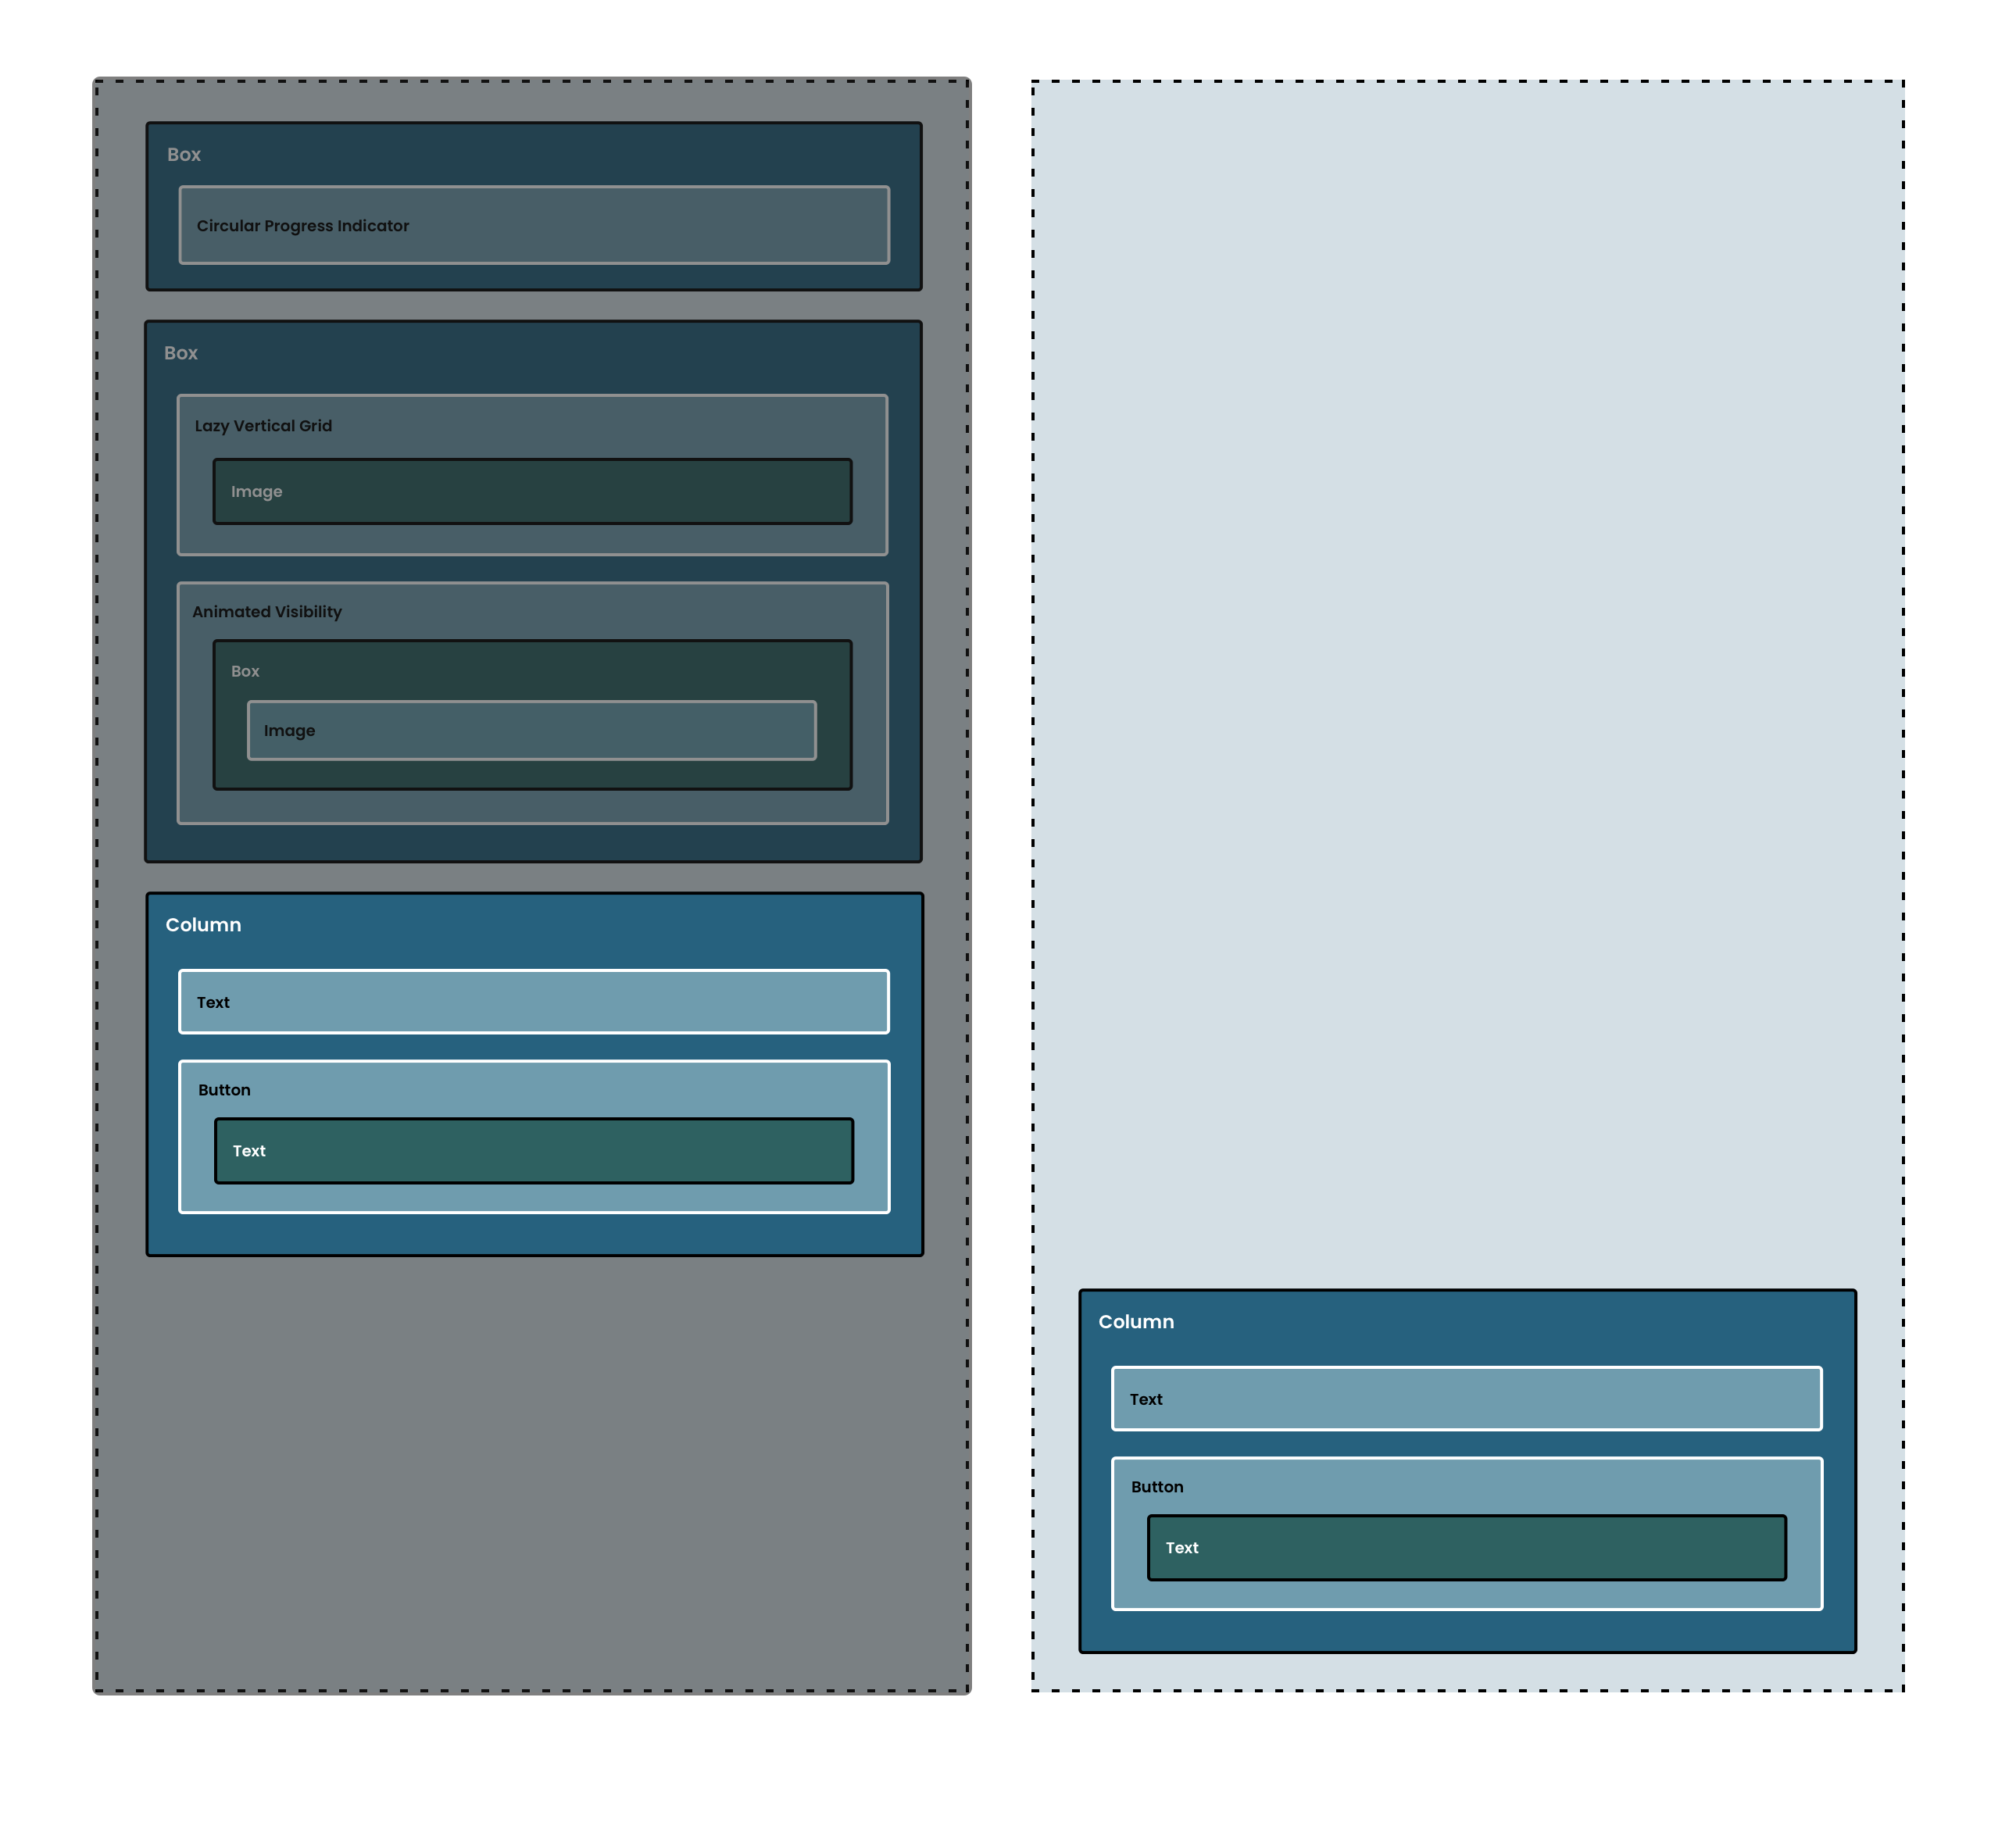 Box
Circular Progress Indicator
Box
Lazy Vertical Grid
Image
Animated Visibility
Box
Image
Column
Text
Button
Text
Column
Text
Button
Text